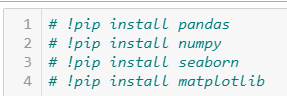 1 # !pip install pandas
2 # !pip install numpy
3 # !pip install seaborn
4 # !pip install matplotlib